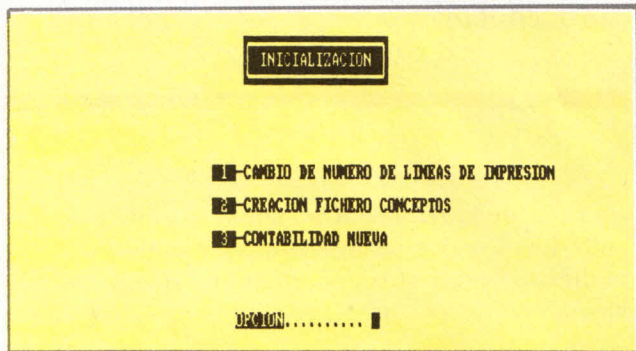 INICIALIZACION
1-CAMBIO DE NUMERO DE LINEAS DE IMPRESION
2-CREACION FICHERO CONCEPTOS
3-CONTABILIDAD NUEVA
OPCION..........